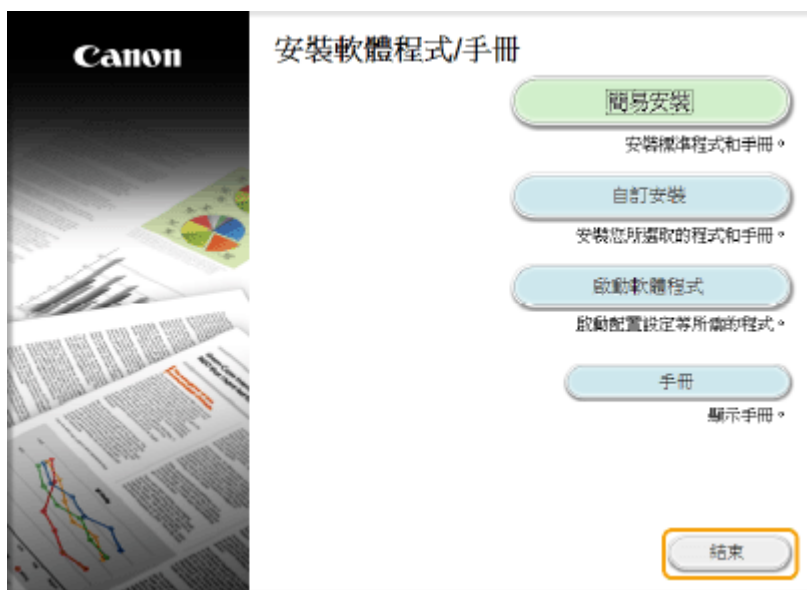 Canon
安裝軟體程式/手冊
簡易安裝
安裝標準程式和手冊。
自訂安裝
安裝您所選取的程式和手冊。
啟動軟體程式
啟動配置設定等所需的程式。
手冊
顯示手冊。
結束